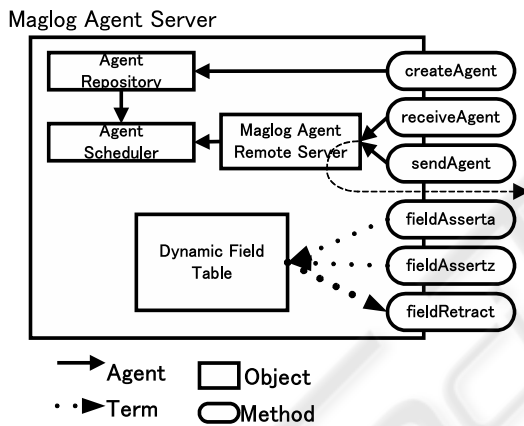 Maglog Agent Server
Agent
Repository
createAgent
receiveAgent
Agent
Scheduler
Maglog Agent
Remote Server
sendAgent
fieldAsserta
Dynamic Field
Table
fieldAssertz
fieldRetract
Agent
Object
Term
Method